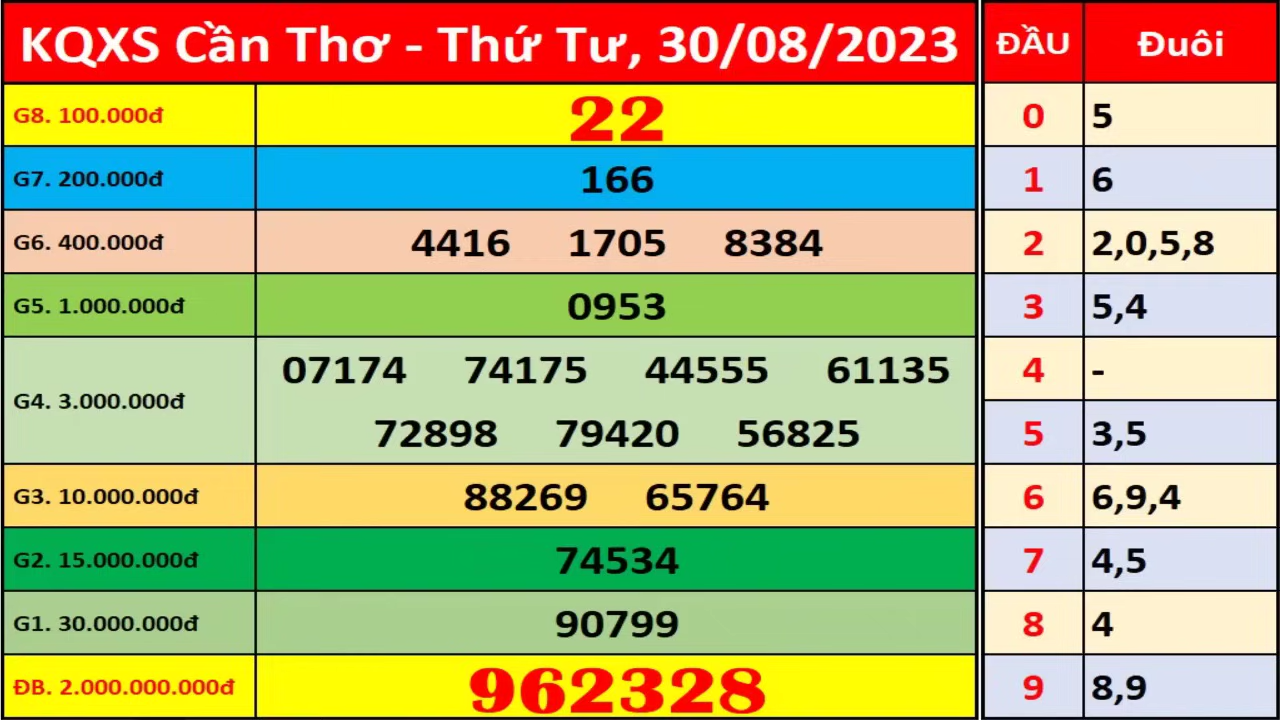 KQXS Cần Thơ - Thứ Tư, 30/08/2023
G8. 100.000đ 22
G7. 200.000đ 166
G6. 400.000đ 4416 1705 8384
G5. 1.000.000đ 0953
G4. 3.000.000đ 07174 74175 44555 61135
72898 79420 56825
G3. 10.000.000đ 88269 65764
G2. 15.000.000đ 74534
G1. 30.000.000đ 90799
ĐB. 2.000.000.000đ 962328
ĐẦU Đuôi
0 5
1 6
2 2,0,5,8
3 5,4
4 -
5 3,5
6 6,9,4
7 4,5
8 4
9 8,9